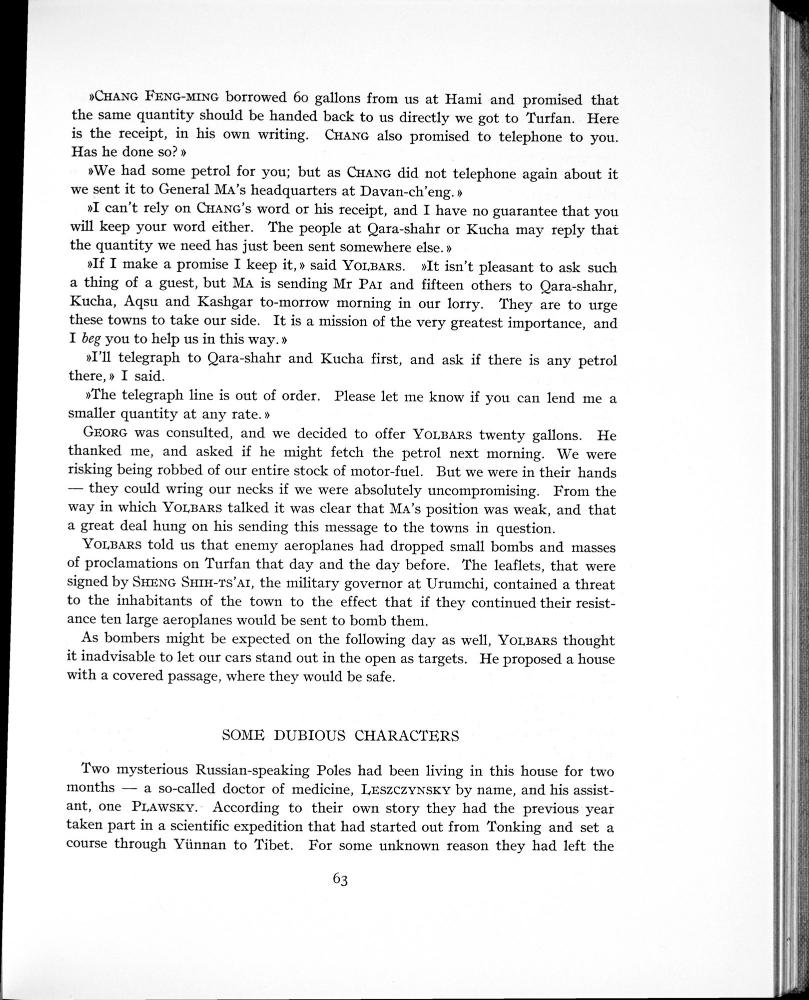 »CHANG FENG-MING borrowed 60 gallons from us at Hami and promised that
the same quantity should be handed back to us directly we got to Turfan. Here
is the receipt, in his own writing. CHANG also promised to telephone to you.
Has he done so?»
»We had some petrol for you; but as CHANG did not telephone again about it
we sent it to General MA's headquarters at Davan-ch'eng.»
»I can't rely on CHANG's word or his receipt, and I have no guarantee that you
will keep your word either. The people at Qara-shahr or Kucha may reply that
the quantity we need has just been sent somewhere else.»
»If I make a promise I keep it,» said YOLBARS. »It isn't pleasant to ask such
a thing of a guest, but MA is sending Mr PAI and fifteen others to Qara-shahr,
Kucha, Aqsu and Kashgar to-morrow morning in our lorry. They are to urge
these towns to take our side. It is a mission of the very greatest importance, and
I beg you to help us in this way.»
»I'll telegraph to Qara-shahr and Kucha first, and ask if there is any petrol
there,» I said.
»The telegraph line is out of order. Please let me know if you can lend me a
smaller quantity at any rate.»
GEORG was consulted, and we decided to offer YOLBARS twenty gallons. He
thanked me, and asked if he might fetch the petrol next morning. We were
risking being robbed of our entire stock of motor-fuel. But we were in their hands
— they could wring our necks if we were absolutely uncompromising. From the
way in which YOLBARS talked it was clear that MA's position was weak, and that
a great deal hung on his sending this message to the towns in question.
YOLBARS told us that enemy aeroplanes had dropped small bombs and masses
of proclamations on Turfan that day and the day before. The leaflets, that were
signed by SHENG SHIH-TS'AI, the military governor at Urumchi, contained a threat
to the inhabitants of the town to the effect that if they continued their resist-
ance ten large aeroplanes would be sent to bomb them.
As bombers might be expected on the following day as well, YOLBARS thought
it inadvisable to let our cars stand out in the open as targets. He proposed a house
with a covered passage, where they would be safe.
SOME DUBIOUS CHARACTERS
Two mysterious Russian-speaking Poles had been living in this house for two
months — a so-called doctor of medicine, LESZCZYNSKY by name, and his assist-
ant, one PLAWSKY. According to their own story they had the previous year
taken part in a scientific expedition that had started out from Tonking and set a
course through Yünnan to Tibet. For some unknown reason they had left the
63